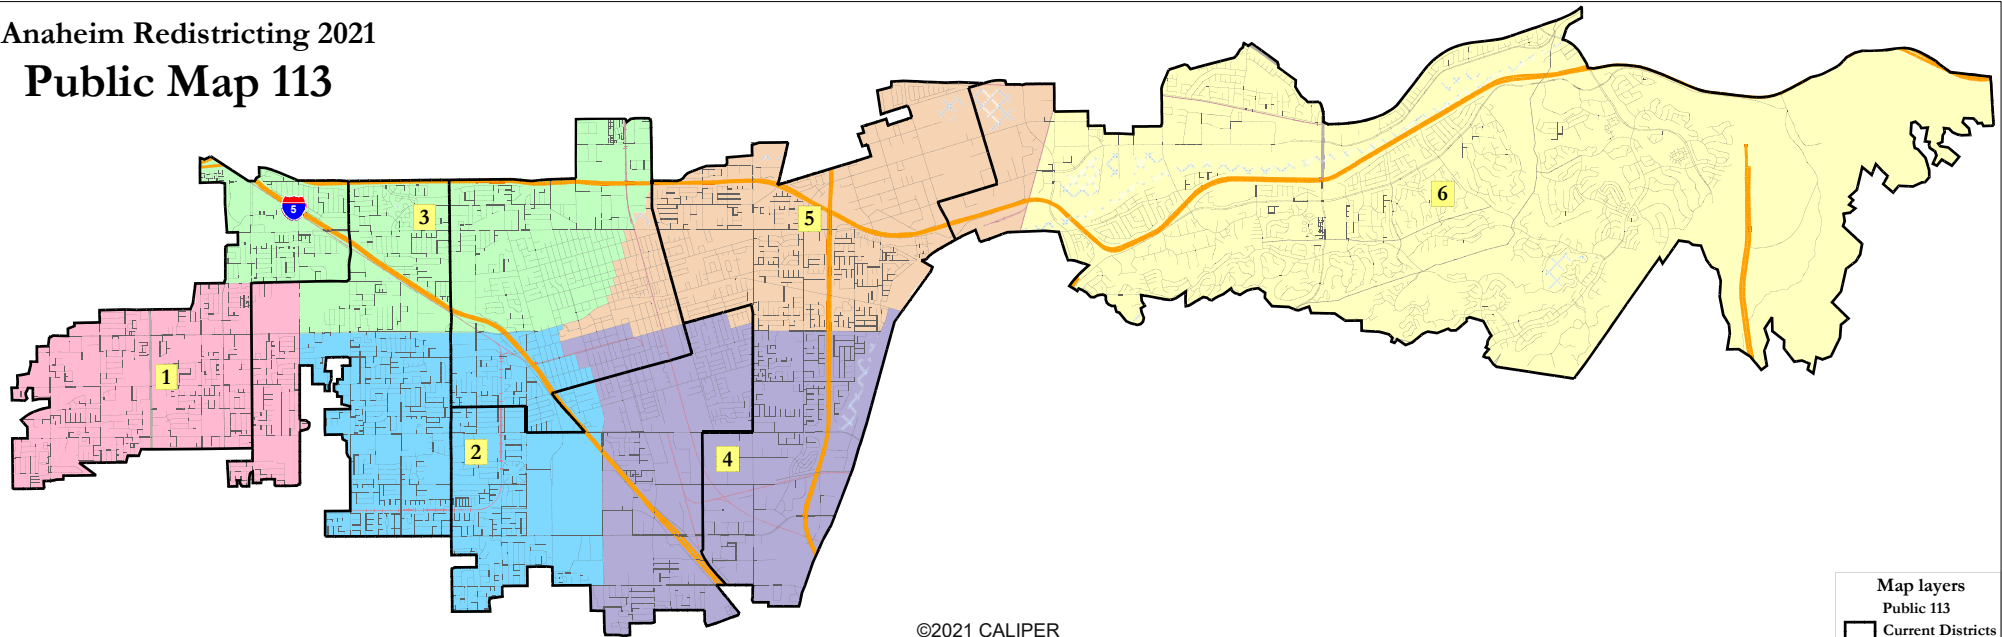 Anaheim Redistricting 2021
Public Map 113
5
3
5
6
1
2
4
©2021 CALIPER
Map layers
Public 113
Current Districts